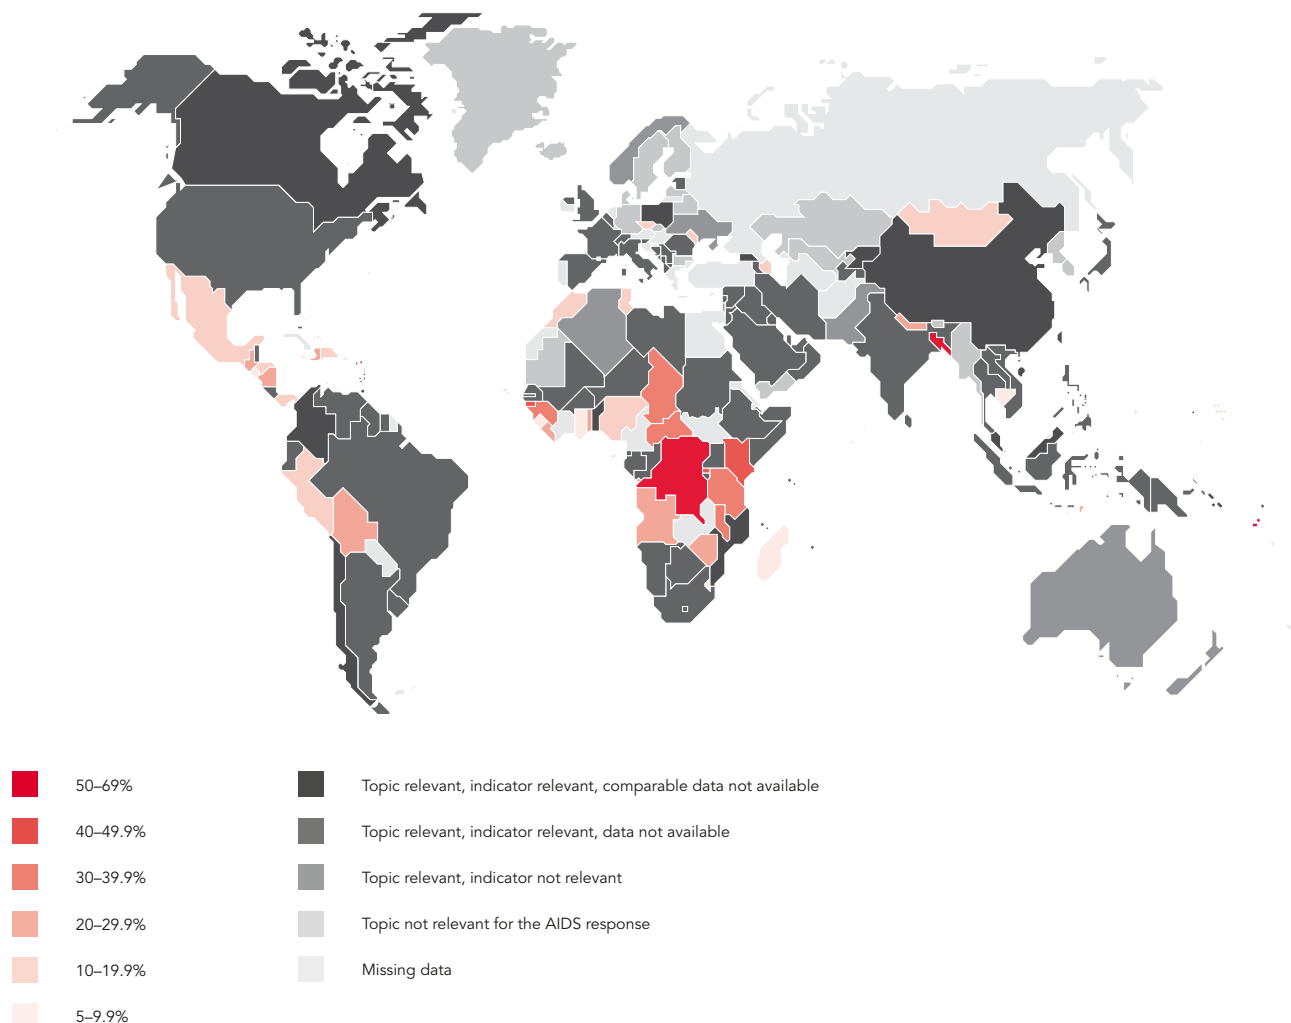 50–69%
40–49.9%
30–39.9%
20–29.9%
10–19.9%
5–9.9%
Topic relevant, indicator relevant, comparable data not available
Topic relevant, indicator relevant, data not available
Topic relevant, indicator not relevant
Topic not relevant for the AIDS response
Missing data